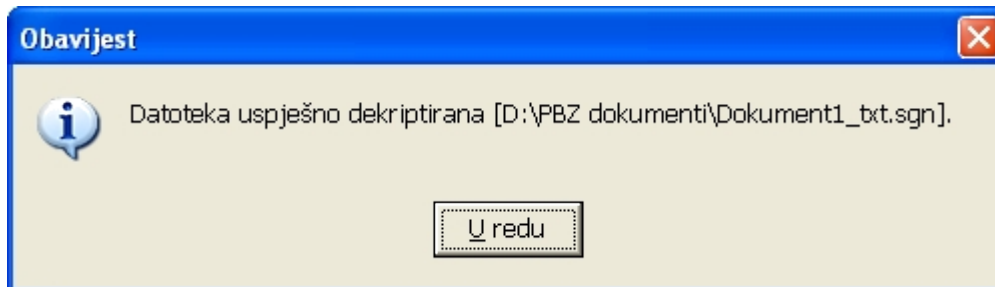 Obavijest
Datoteka uspješno dekriptirana [D:\PBZ dokumenti\Dokument1_txt.sgn].
U redu